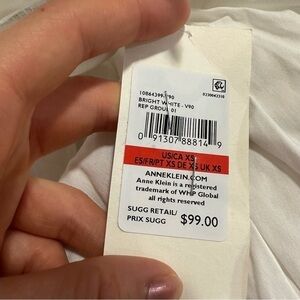 10864399-V90
BRIGHT WHITE - V90
REP GROUP 01
0 91307 88814 9
US/CA XS
ES/FR/PT XS DE XS UK XS
ANNEKLEIN.COM
Anne Klein is a registered
trademark of WHP Global
all rights reserved
SUGG RETAIL/
PRIX SUGG $99.00